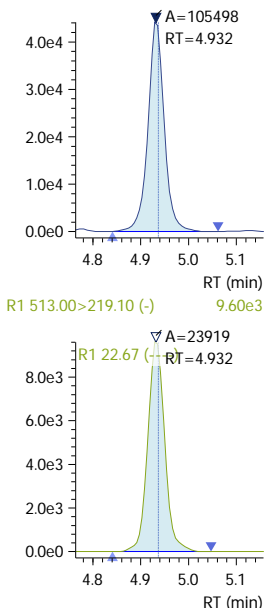 A=105498
RT=4.932
4.0e4
3.0e4
2.0e4
1.0e4
0.0e0
4.8 4.9 5.0 5.1
RT (min)
R1 513.00>219.10 (-) 9.60e3
A=23919
R1 22.67 (----)
RT=4.932
8.0e3
6.0e3
4.0e3
2.0e3
0.0e0
4.8 4.9 5.0 5.1
RT (min)